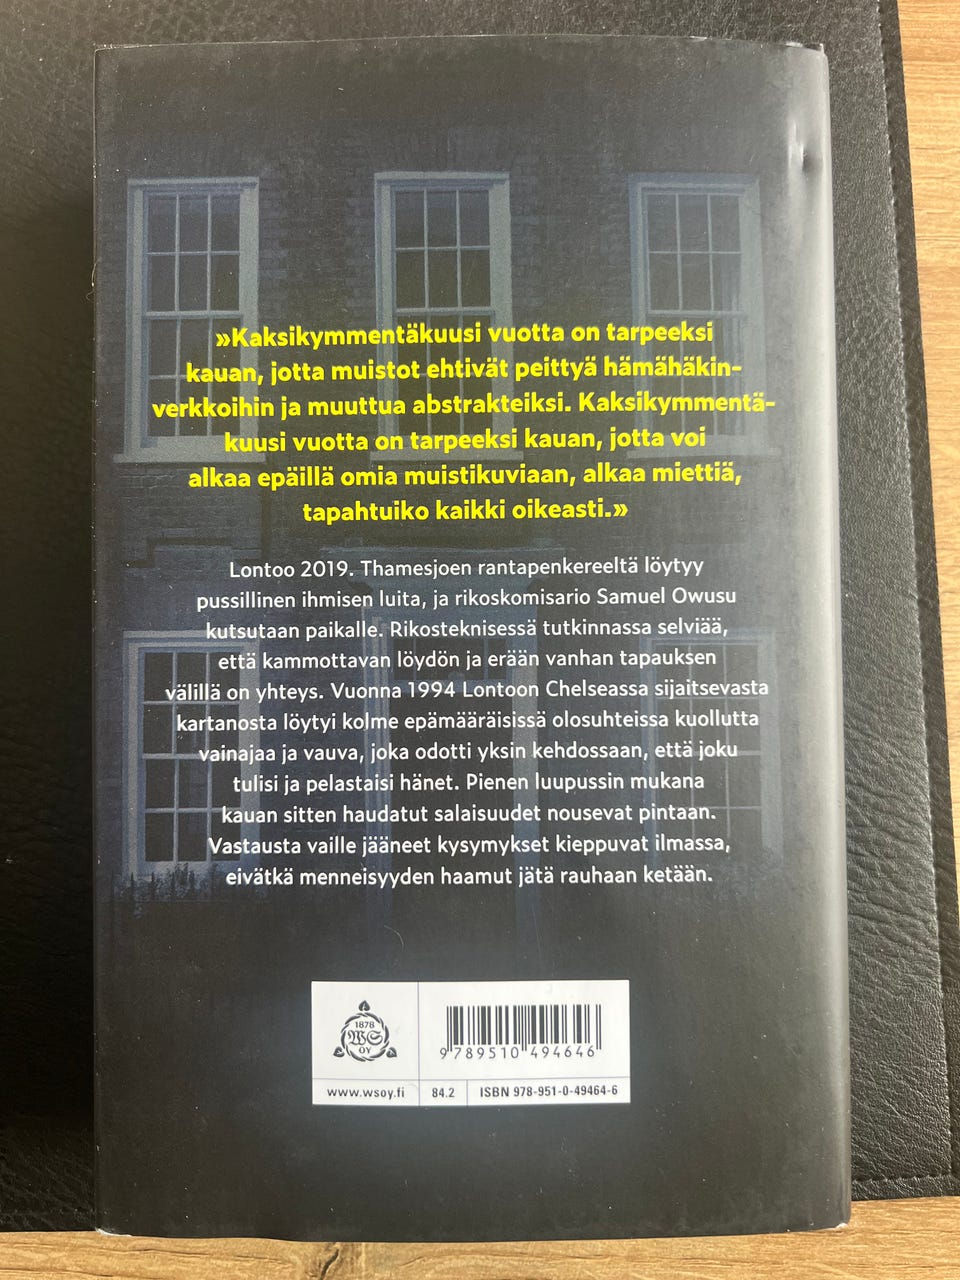 »Kaksikymmentäkuusi vuotta on tarpeeksi
kauan, jotta muistot ehtivät peittyä hämähäkin-
verkkoihin ja muuttua abstrakteiksi. Kaksikymmentä-
kuusi vuotta on tarpeeksi kauan, jotta voi
alkaa epäillä omia muistikuviaan, alkaa miettiä,
tapahtuiko kaikki oikeasti.»
Lontoo 2019. Thamesjoen rantapenkereeltä löytyy
pussillinen ihmisen luita, ja rikoskomisario Samuel Owusu
kutsutaan paikalle. Rikosteknisessä tutkinnassa selviää,
että kammottavan löydön ja erään vanhan tapauksen
välillä on yhteys. Vuonna 1994 Lontoon Chelseassa sijaitsevasta
kartanosta löytyi kolme epämääräisissä olosuhteissa kuollutta
vainajaa ja vauva, joka odotti yksin kehdossaan, että joku
tulisi ja pelastaisi hänet. Pienen luupussin mukana
kauan sitten haudatut salaisuudet nousevat pintaan.
Vastausta vaille jääneet kysymykset kieppuvat ilmassa,
eivätkä menneisyyden haamut jätä rauhaan ketään.
1878
WS
OY
9 789510 494646
www.wsoy.fi
84.2
ISBN 978-951-0-49464-6